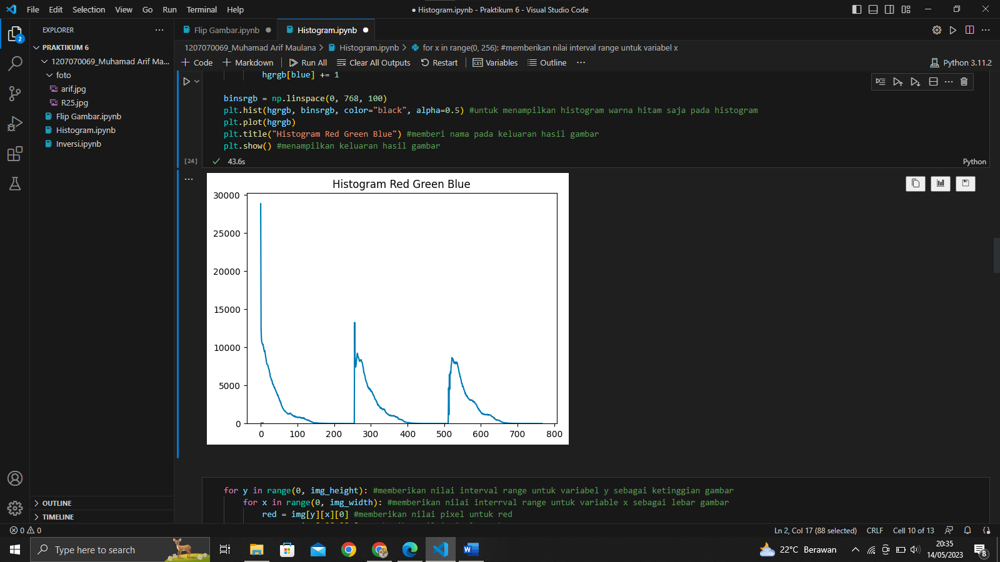 File Edit Selection View Go Run Terminal Help
● Histogram.ipynb - Praktikum 6 - Visual Studio Code
EXPLORER
PRAKTIKUM 6
1207070069_Muhamad Arif Ma...
foto
arif.jpg
R25.jpg
Flip Gambar.ipynb
Histogram.ipynb
Inversi.ipynb
OUTLINE
TIMELINE
2
Flip Gambar.ipynb Histogram.ipynb
1207070069_Muhamad Arif Maulana > Histogram.ipynb > for x in range(0, 256): #memberikan nilai interval range untuk variabel x
+ Code + Markdown Run All Clear All Outputs Restart Variables Outline ... Python 3.11.2
hgrgb[blue] += 1
binsrgb = np.linspace(0, 768, 100)
plt.hist(hgrgb, binsrgb, color="black", alpha=0.5) #untuk menampilkan histogram warna hitam saja pada histogram
plt.plot(hgrgb)
plt.title("Histogram Red Green Blue") #memberi nama pada keluaran hasil gambar
plt.show() #menampilkan keluaran hasil gambar
[24] 43.6s Python
Histogram Red Green Blue
30000
25000
20000
15000
10000
5000
0
0 100 200 300 400 500 600 700 800
for y in range(0, img_height): #memberikan nilai interval range untuk variabel y sebagai ketinggian gambar
for x in range(0, img_width): #memberikan nilai interrval range untuk variable x sebagai lebar gambar
red = img[y][x][0] #memberikan nilai pixel untuk red
0 0 Ln 2, Col 17 (88 selected) CRLF Cell 10 of 13
Type here to search 22°C Berawan 20:35
14/05/2023
8